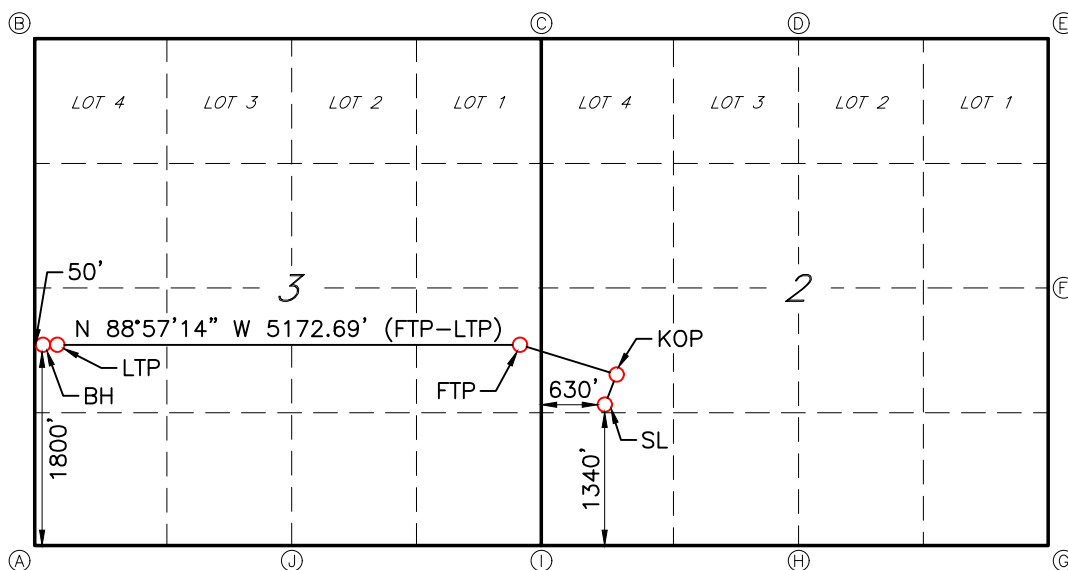 B C D E
LOT 4 LOT 3 LOT 2 LOT 1 LOT 4 LOT 3 LOT 2 LOT 1
50' 3 2 F
N 88°57'14" W 5172.69' (FTP-LTP)
KOP
LTP
BH FTP 630'
SL
1800' 1340'
A J I H G